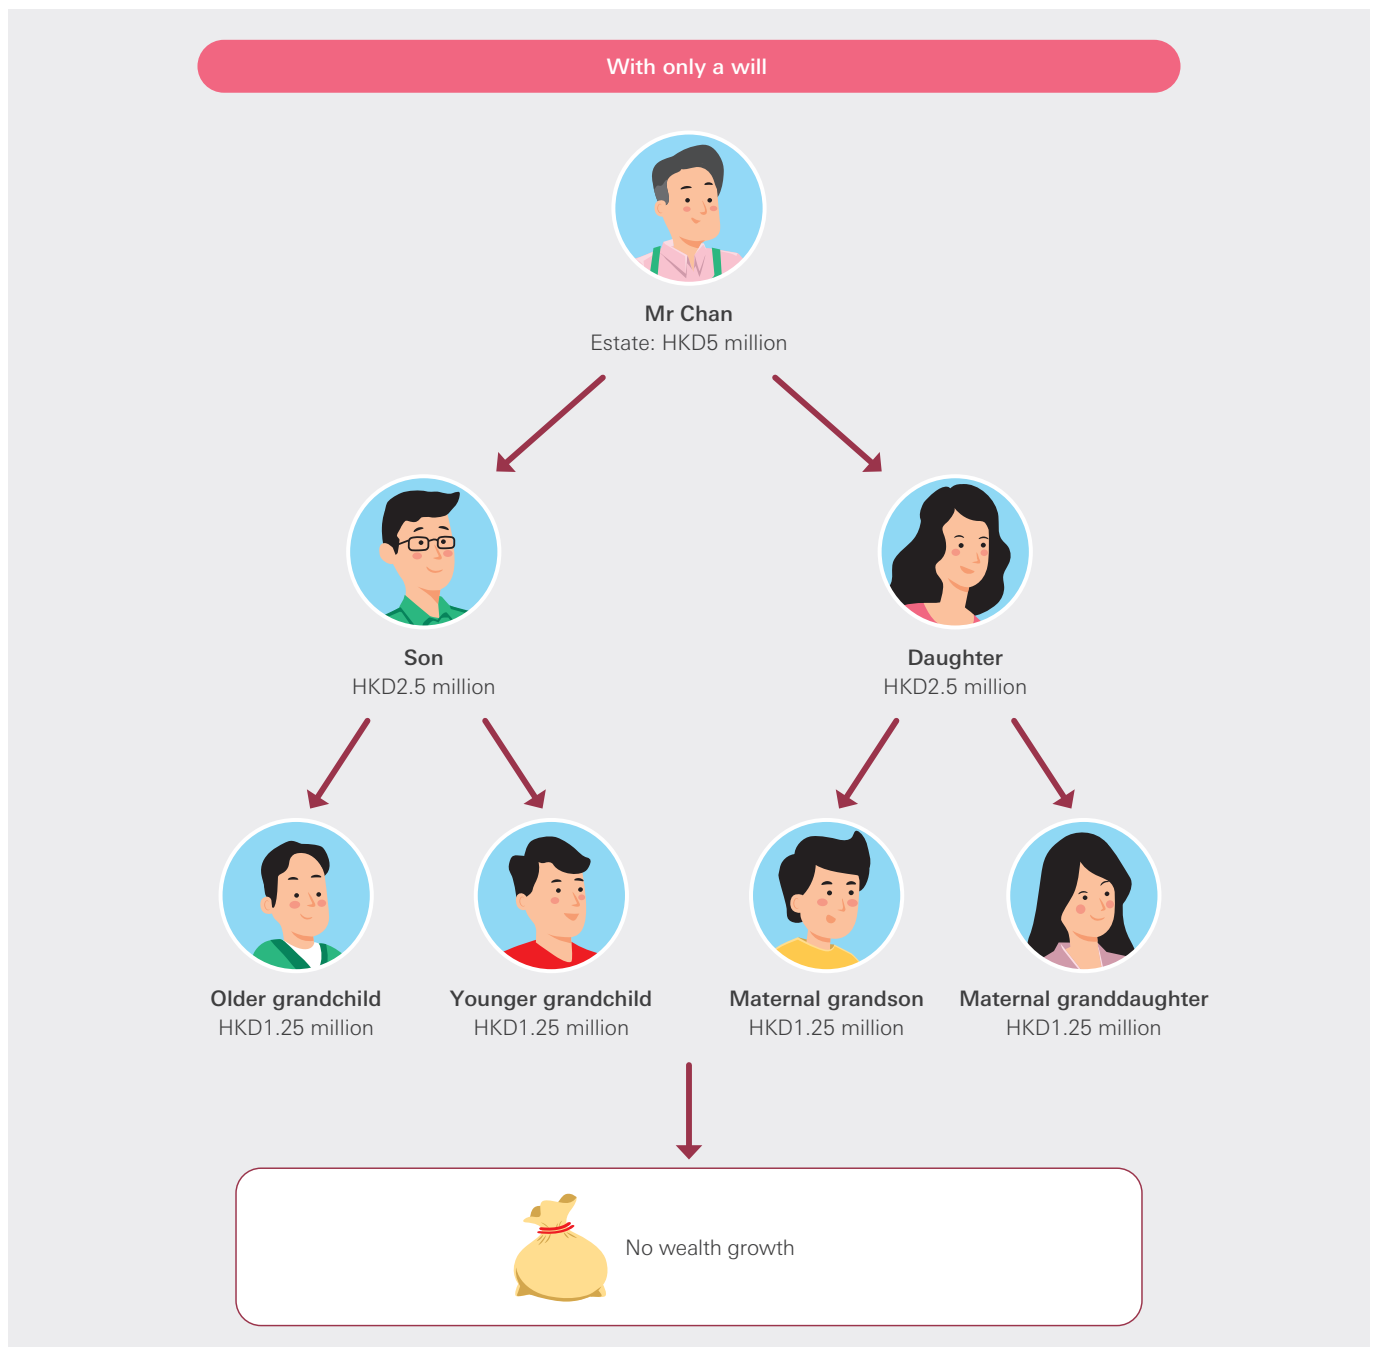 With only a will
Mr Chan
Estate: HKD5 million
Son
HKD2.5 million
Daughter
HKD2.5 million
Older grandchild
HKD1.25 million
Younger grandchild
HKD1.25 million
Maternal grandson
HKD1.25 million
Maternal granddaughter
HKD1.25 million
No wealth growth